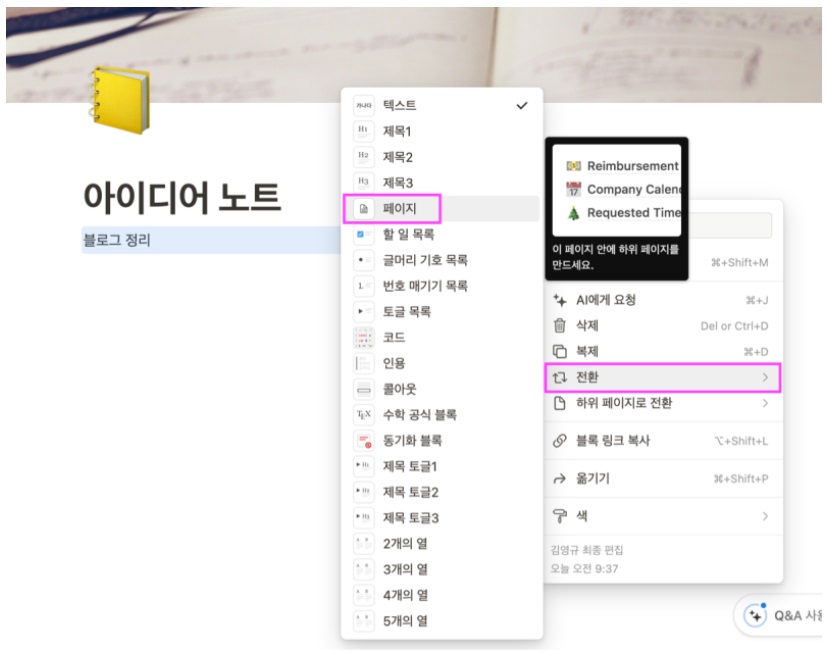 아이디어 노트
블로그 정리
가나다 텍스트
H1 제목1
H2 제목2
H3 제목3
페이지
할 일 목록
글머리 기호 목록
1. 번호 매기기 목록
토글 목록
코드
인용
콜아웃
TEX 수학 공식 블록
동기화 블록
H1 제목 토글1
H2 제목 토글2
H3 제목 토글3
2개의 열
3개의 열
4개의 열
5개의 열
Reimbursement
17 Company Calen
Requested Time
이 페이지 안에 하위 페이지를
만드세요.
⌘+Shift+M
AI에게 요청 ⌘+J
삭제 Del or Ctrl+D
복제 ⌘+D
전환
하위 페이지로 전환
블록 링크 복사 ⌥+Shift+L
옮기기 ⌘+Shift+P
색
김영규 최종 편집
오늘 오전 9:37
Q&A 사용